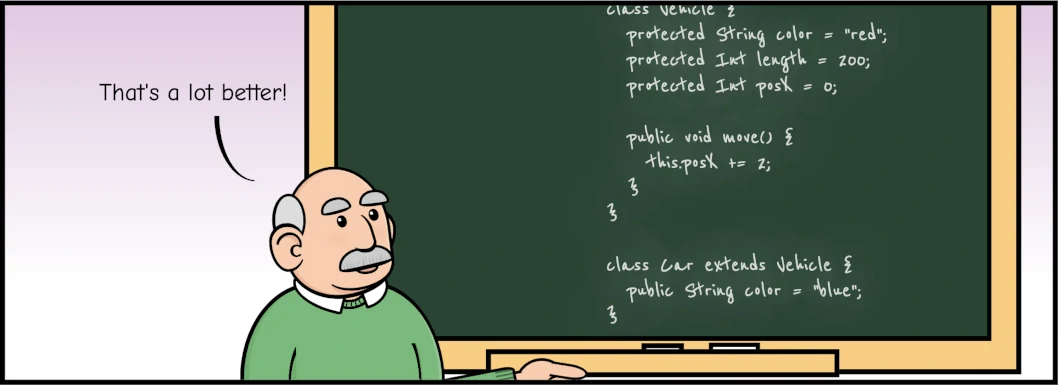 That's a lot better!
class Vehicle {
protected String color = "red";
protected Int length = 200;
protected Int posX = 0;
public void move() {
this.posX += 2;
}
}
class Car extends Vehicle {
public String color = "blue";
}